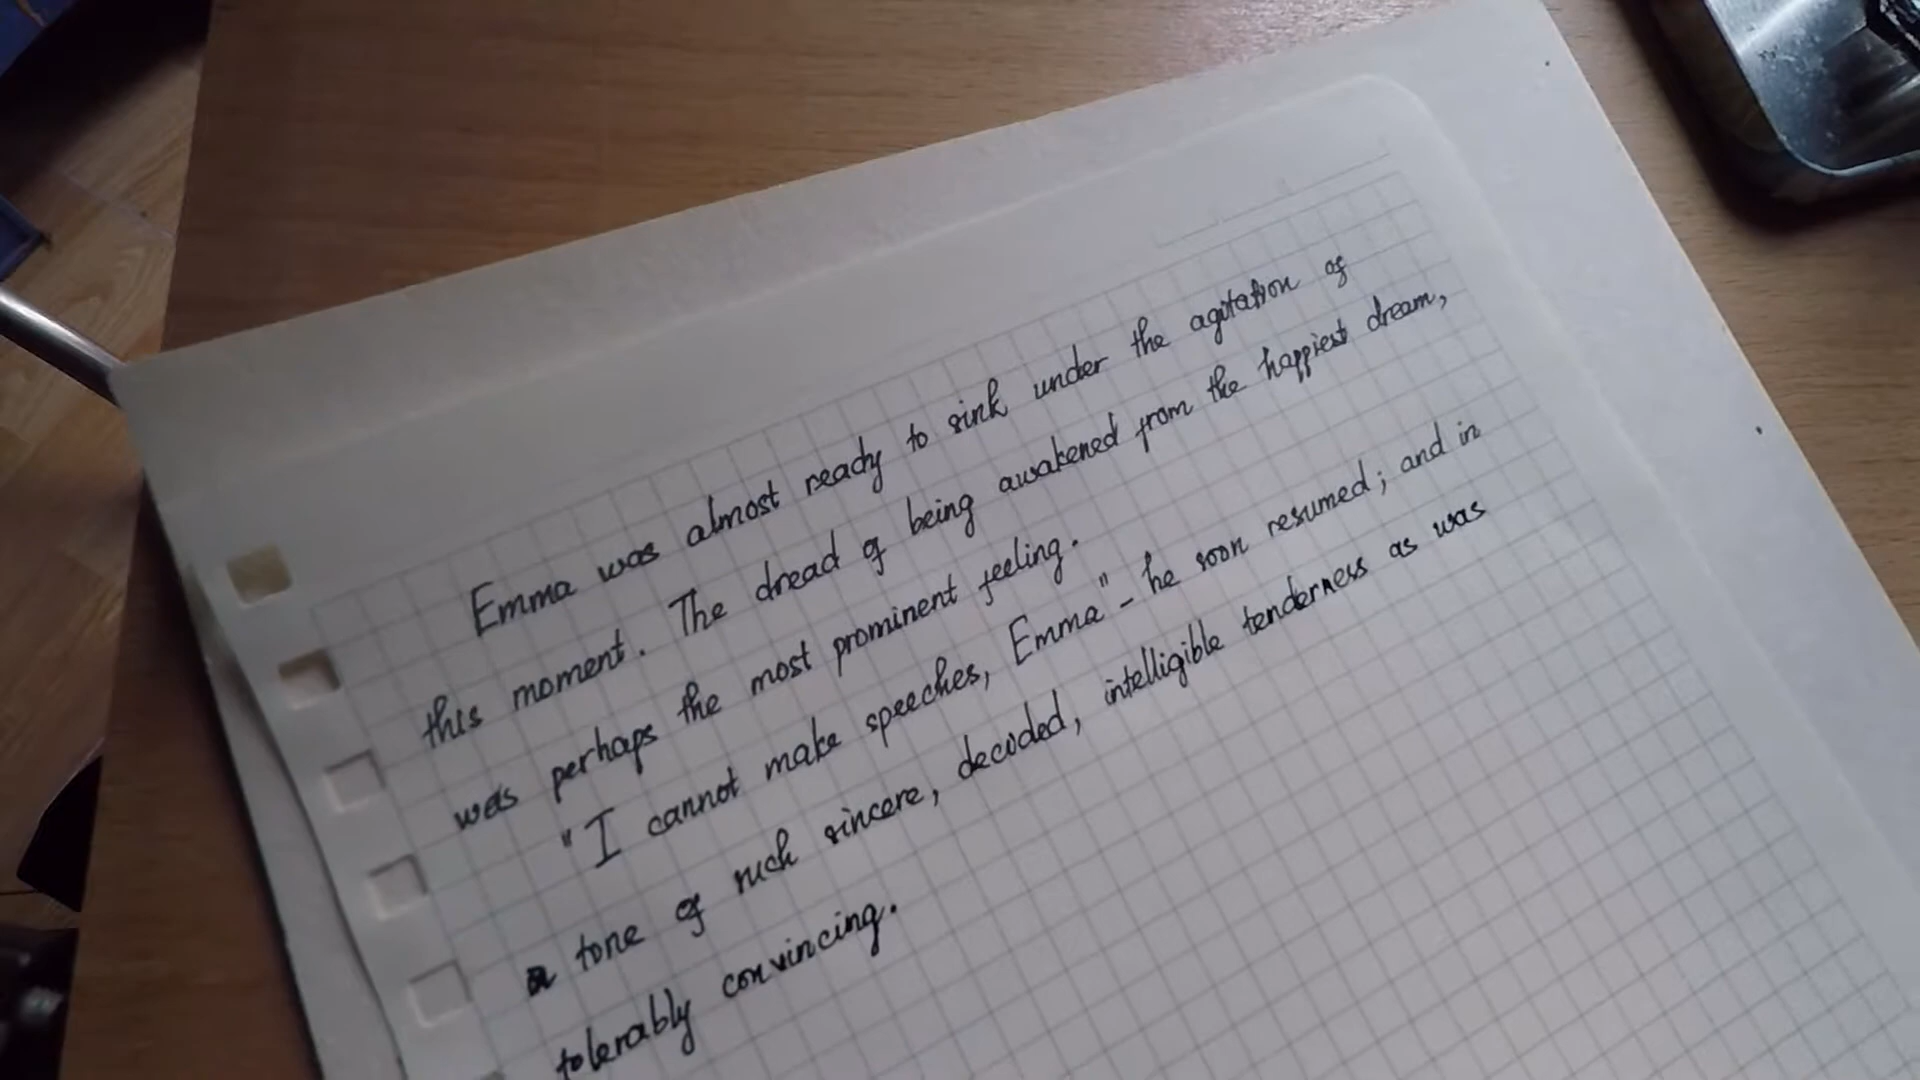 Emma was almost ready to sink under the agitation of
this moment. The dread of being awakened from the happiest dream,
was perhaps the most prominent feeling.
"I cannot make speeches, Emma" - he soon resumed; and in
a tone of such sincere, decided, intelligible tenderness as was
tolerably convincing.